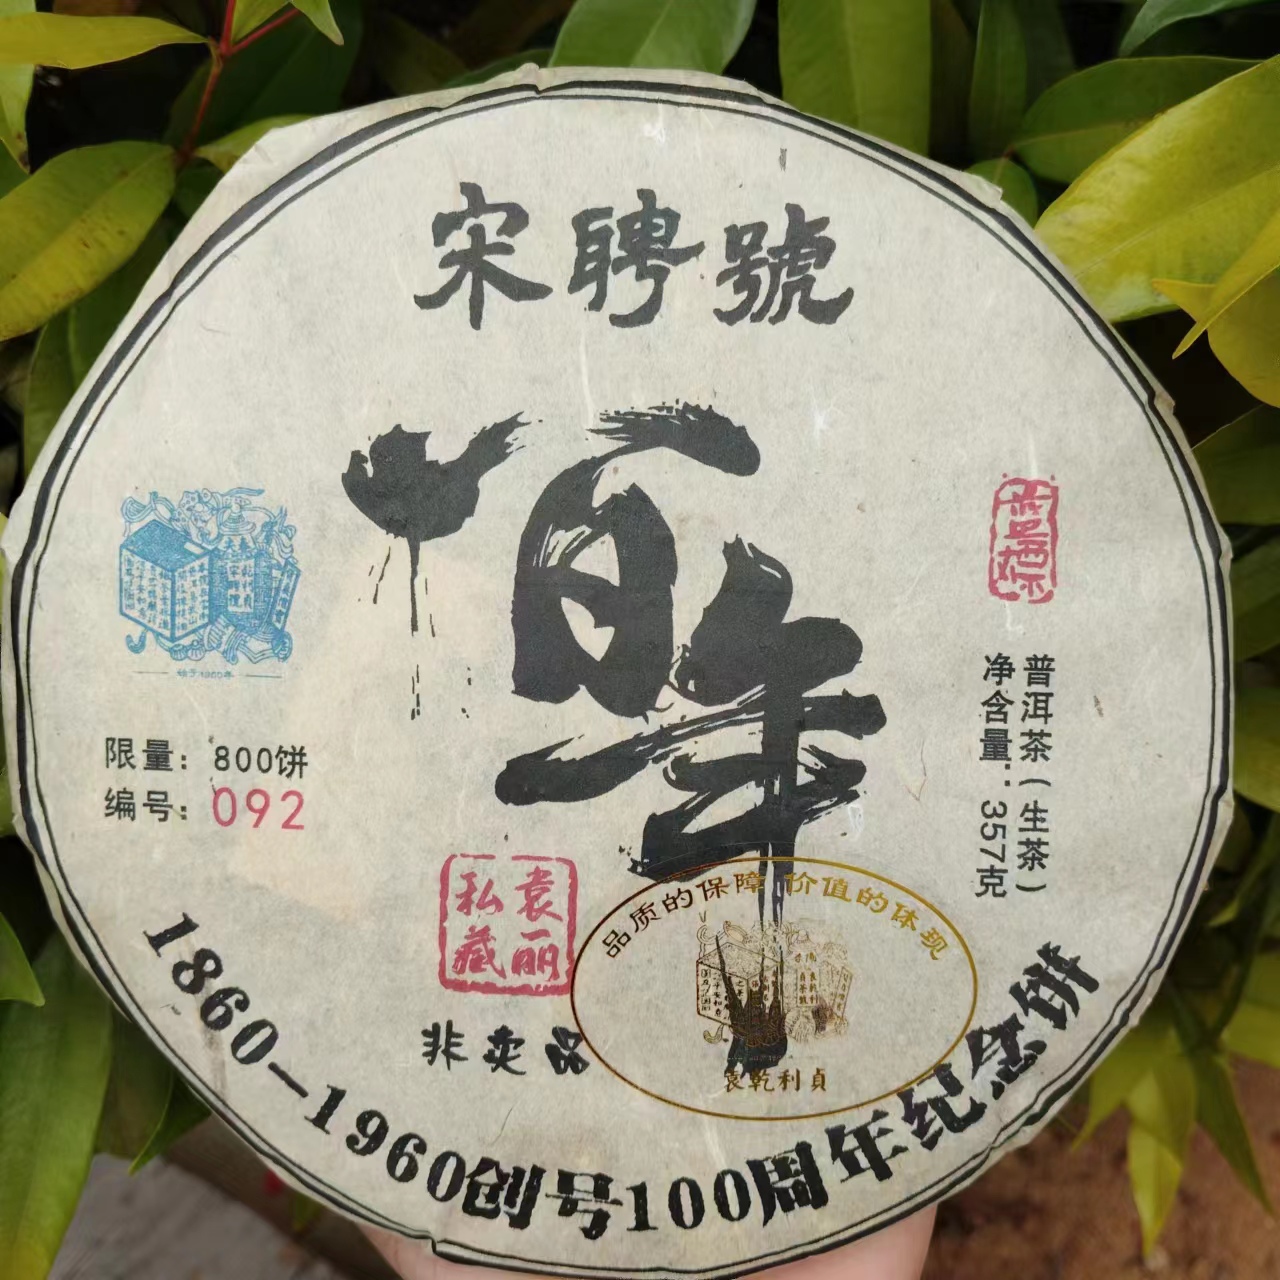 宋聘號
百年
限量：800饼
编号：092
普洱茶（生茶）
净含量：357克
袁丽
私藏
非卖品
品质的保障 价值的体现
袁乾利貞
1860—1960创号100周年纪念饼